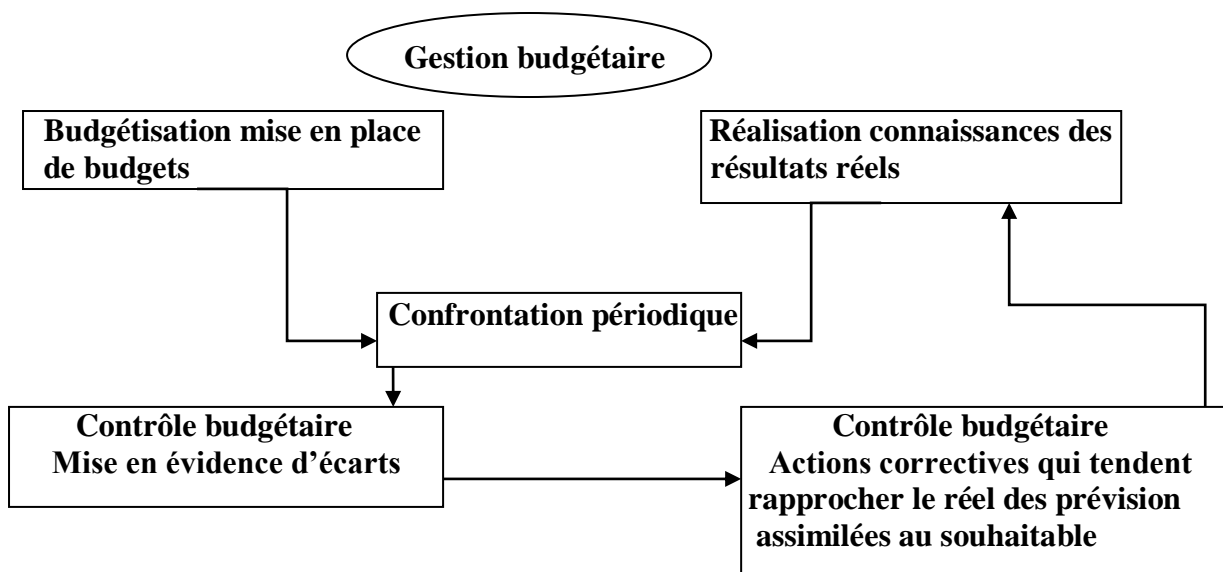 Gestion budgétaire
Budgétisation mise en place
de budgets
Réalisation connaissances des
résultats réels
Confrontation périodique
Contrôle budgétaire
Mise en évidence d’écarts
Contrôle budgétaire
Actions correctives qui tendent
rapprocher le réel des prévision
assimilées au souhaitable